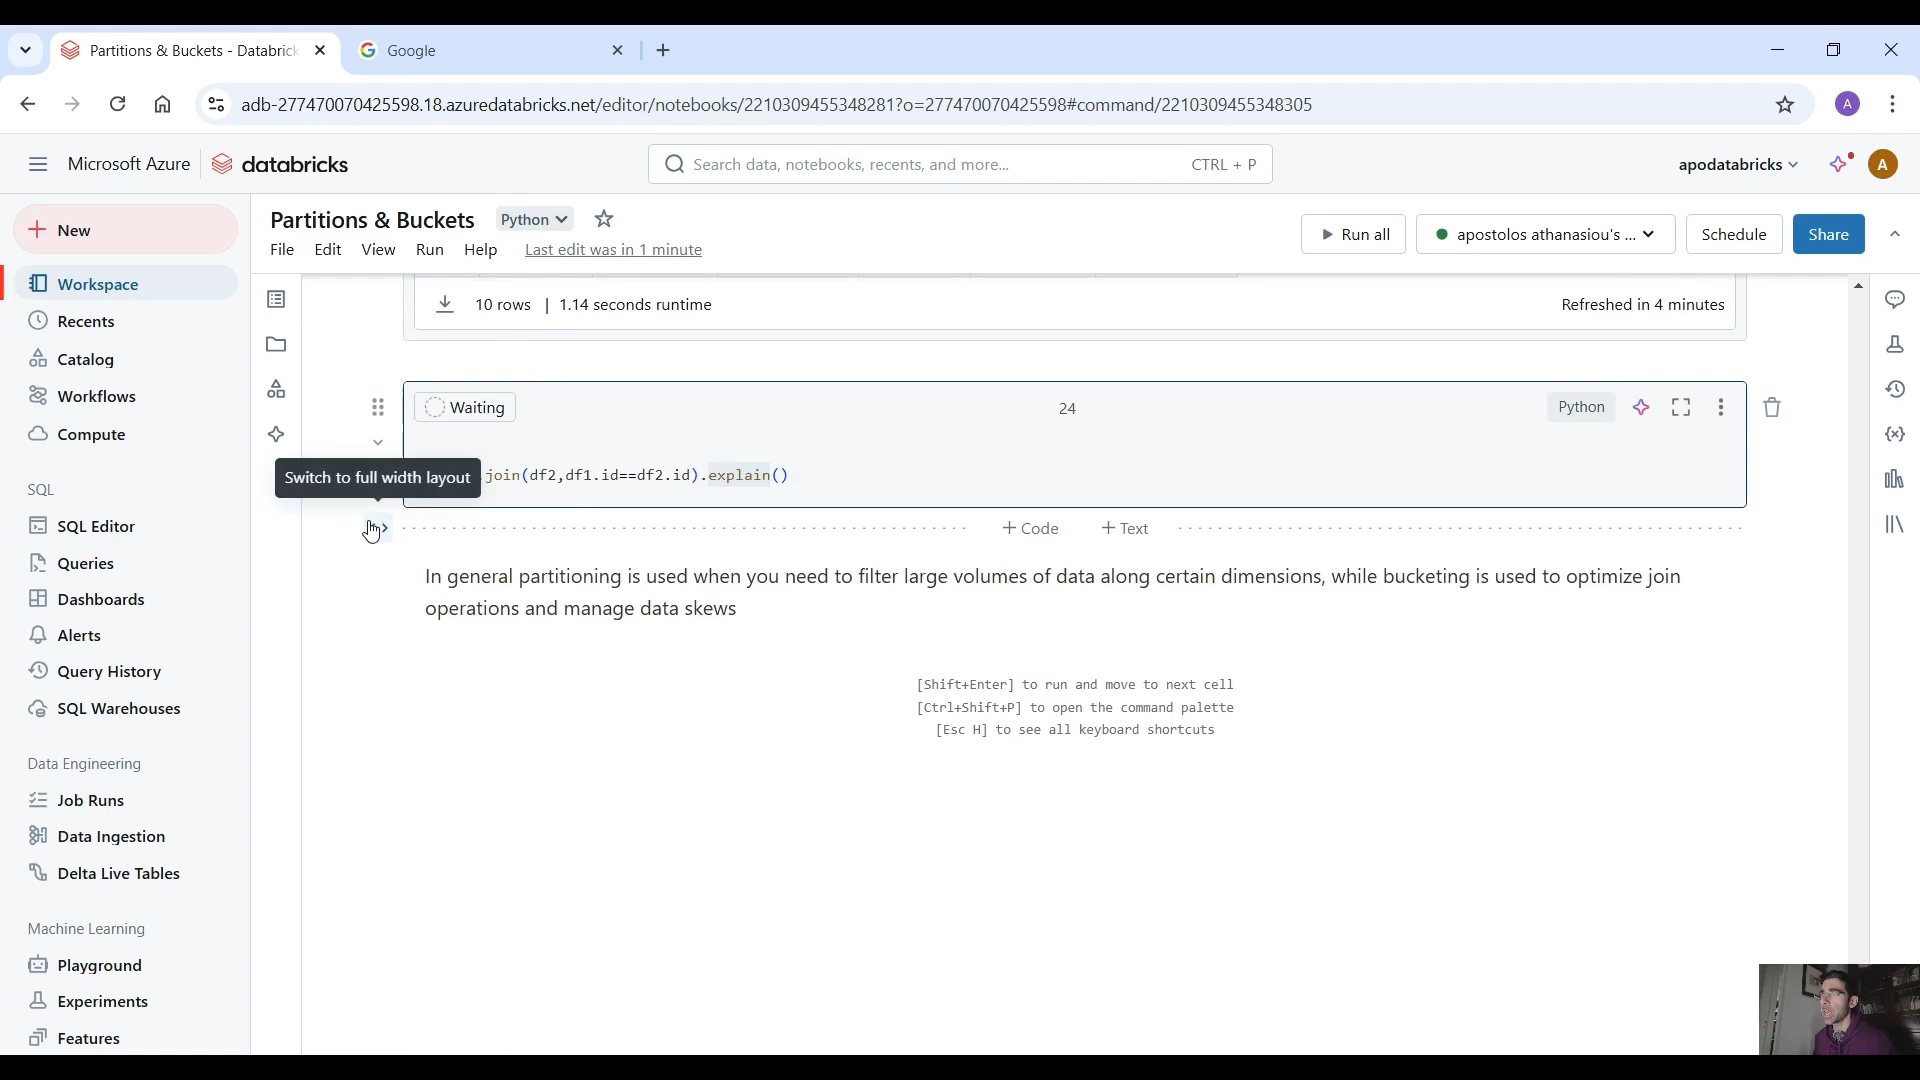 Partitions & Buckets - Databrick
Google
adb-277470070425598.18.azuredatabricks.net/editor/notebooks/2210309455348281?o=277470070425598#command/2210309455348305
A
Microsoft Azure
databricks
Search data, notebooks, recents, and more...
CTRL + P
apodatabricks
A
New
Workspace
Recents
Catalog
Workflows
Compute
SQL
SQL Editor
Queries
Dashboards
Alerts
Query History
SQL Warehouses
Data Engineering
Job Runs
Data Ingestion
Delta Live Tables
Machine Learning
Playground
Experiments
Features
Partitions & Buckets
Python
File Edit View Run Help Last edit was in 1 minute
Run all
apostolos athanasiou's ...
Schedule
Share
10 rows | 1.14 seconds runtime
Refreshed in 4 minutes
Waiting
24
Python
Switch to full width layout
join(df2,df1.id==df2.id).explain()
+ Code + Text
In general partitioning is used when you need to filter large volumes of data along certain dimensions, while bucketing is used to optimize join
operations and manage data skews
[Shift+Enter] to run and move to next cell
[Ctrl+Shift+P] to open the command palette
[Esc H] to see all keyboard shortcuts